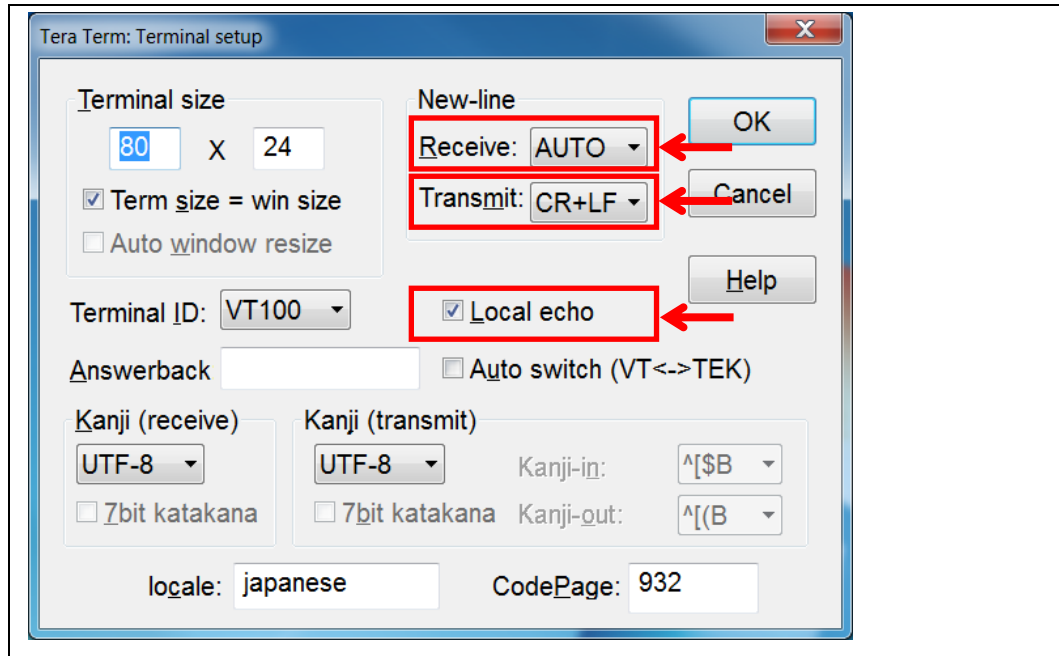 Tera Term: Terminal setup
Terminal size
80 X 24
Term size = win size
Auto window resize
New-line
Receive: AUTO
Transmit: CR+LF
OK
Cancel
Help
Terminal ID: VT100
Local echo
Answerback
Auto switch (VT<->TEK)
Kanji (receive)
UTF-8
7bit katakana
Kanji (transmit)
UTF-8
7bit katakana
Kanji-in: ^[$B
Kanji-out: ^[(B
locale: japanese
CodePage: 932